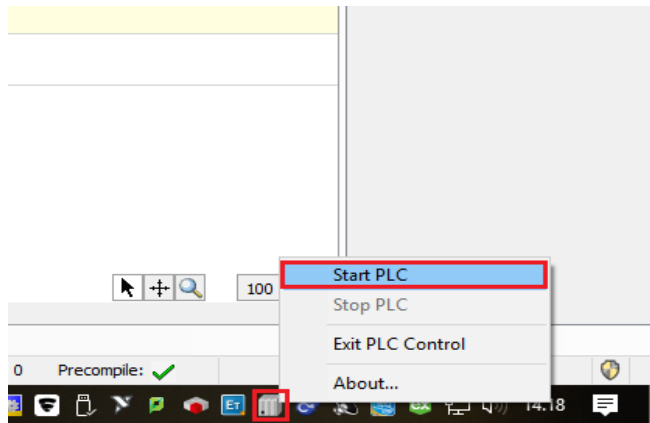 Start PLC
100
Stop PLC
Exit PLC Control
0 Precompile:
About...
ET
14.18